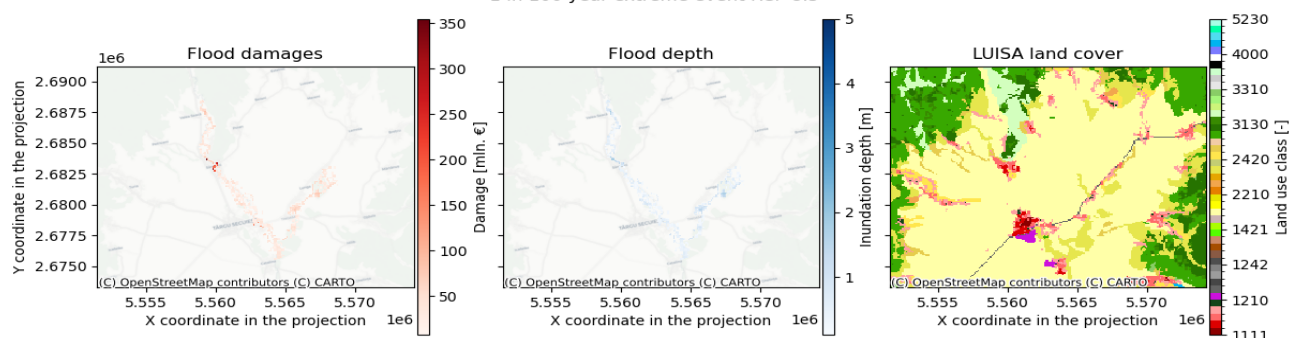 Flood damages
Flood depth
LUISA land cover
1e6
2.6900
2.6875
2.6850
2.6825
2.6800
2.6775
2.6750
Y coordinate in the projection
(C) OpenStreetMap contributors (C) CARTO
5.555
5.560
5.565
5.570
1e6
X coordinate in the projection
350
300
250
200
150
100
50
Damage [mln. €]
(C) OpenStreetMap contributors (C) CARTO
5.555
5.560
5.565
5.570
1e6
X coordinate in the projection
5
4
3
2
1
Inundation depth [m]
(C) OpenStreetMap contributors (C) CARTO
5.555
5.560
5.565
5.570
1e6
X coordinate in the projection
5230
4000
3310
3130
2420
2210
1421
1242
1210
1111
Land use class [-]